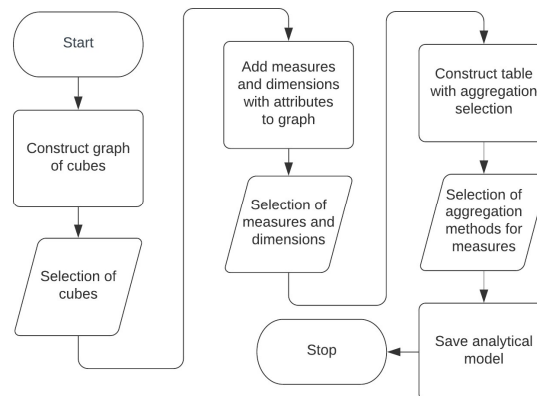 Start
Construct graph
of cubes
Selection of
cubes
Add measures
and dimensions
with attributes
to graph
Selection of
measures and
dimensions
Construct table
with aggregation
selection
Selection of
aggregation
methods for
measures
Save analytical
model
Stop